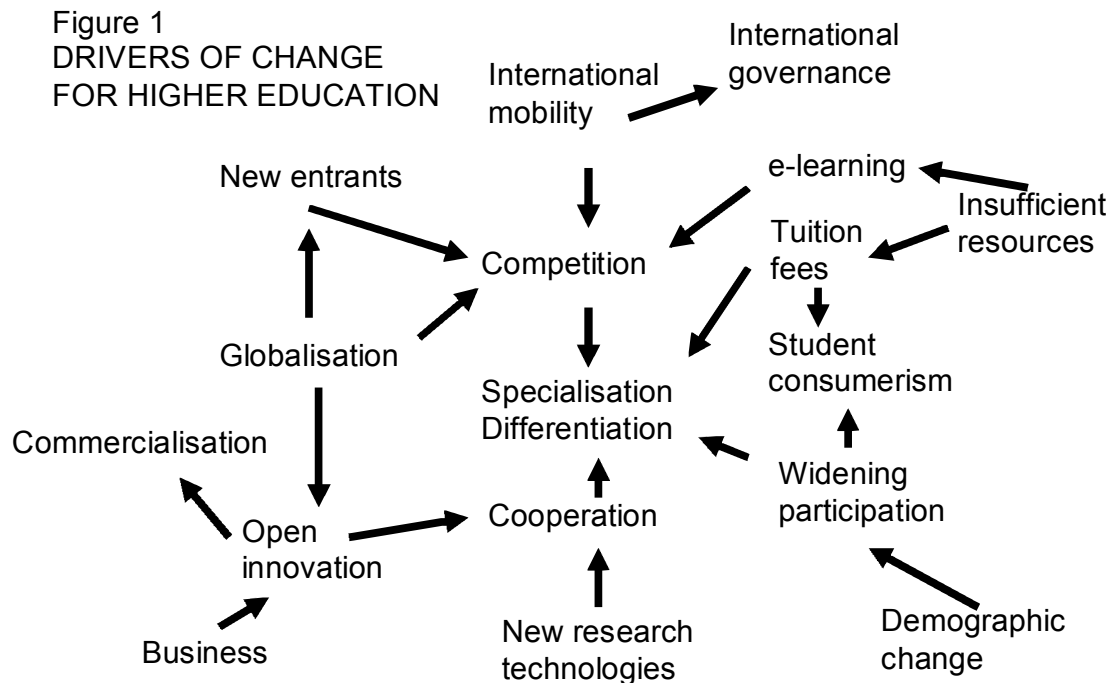 Figure 1
DRIVERS OF CHANGE
FOR HIGHER EDUCATION
International
governance
International
mobility
e-learning
New entrants
Insufficient
resources
Tuition
fees
Competition
Globalisation
Student
consumerism
Specialisation
Differentiation
Commercialisation
Widening
participation
Cooperation
Open
innovation
Business
New research
technologies
Demographic
change